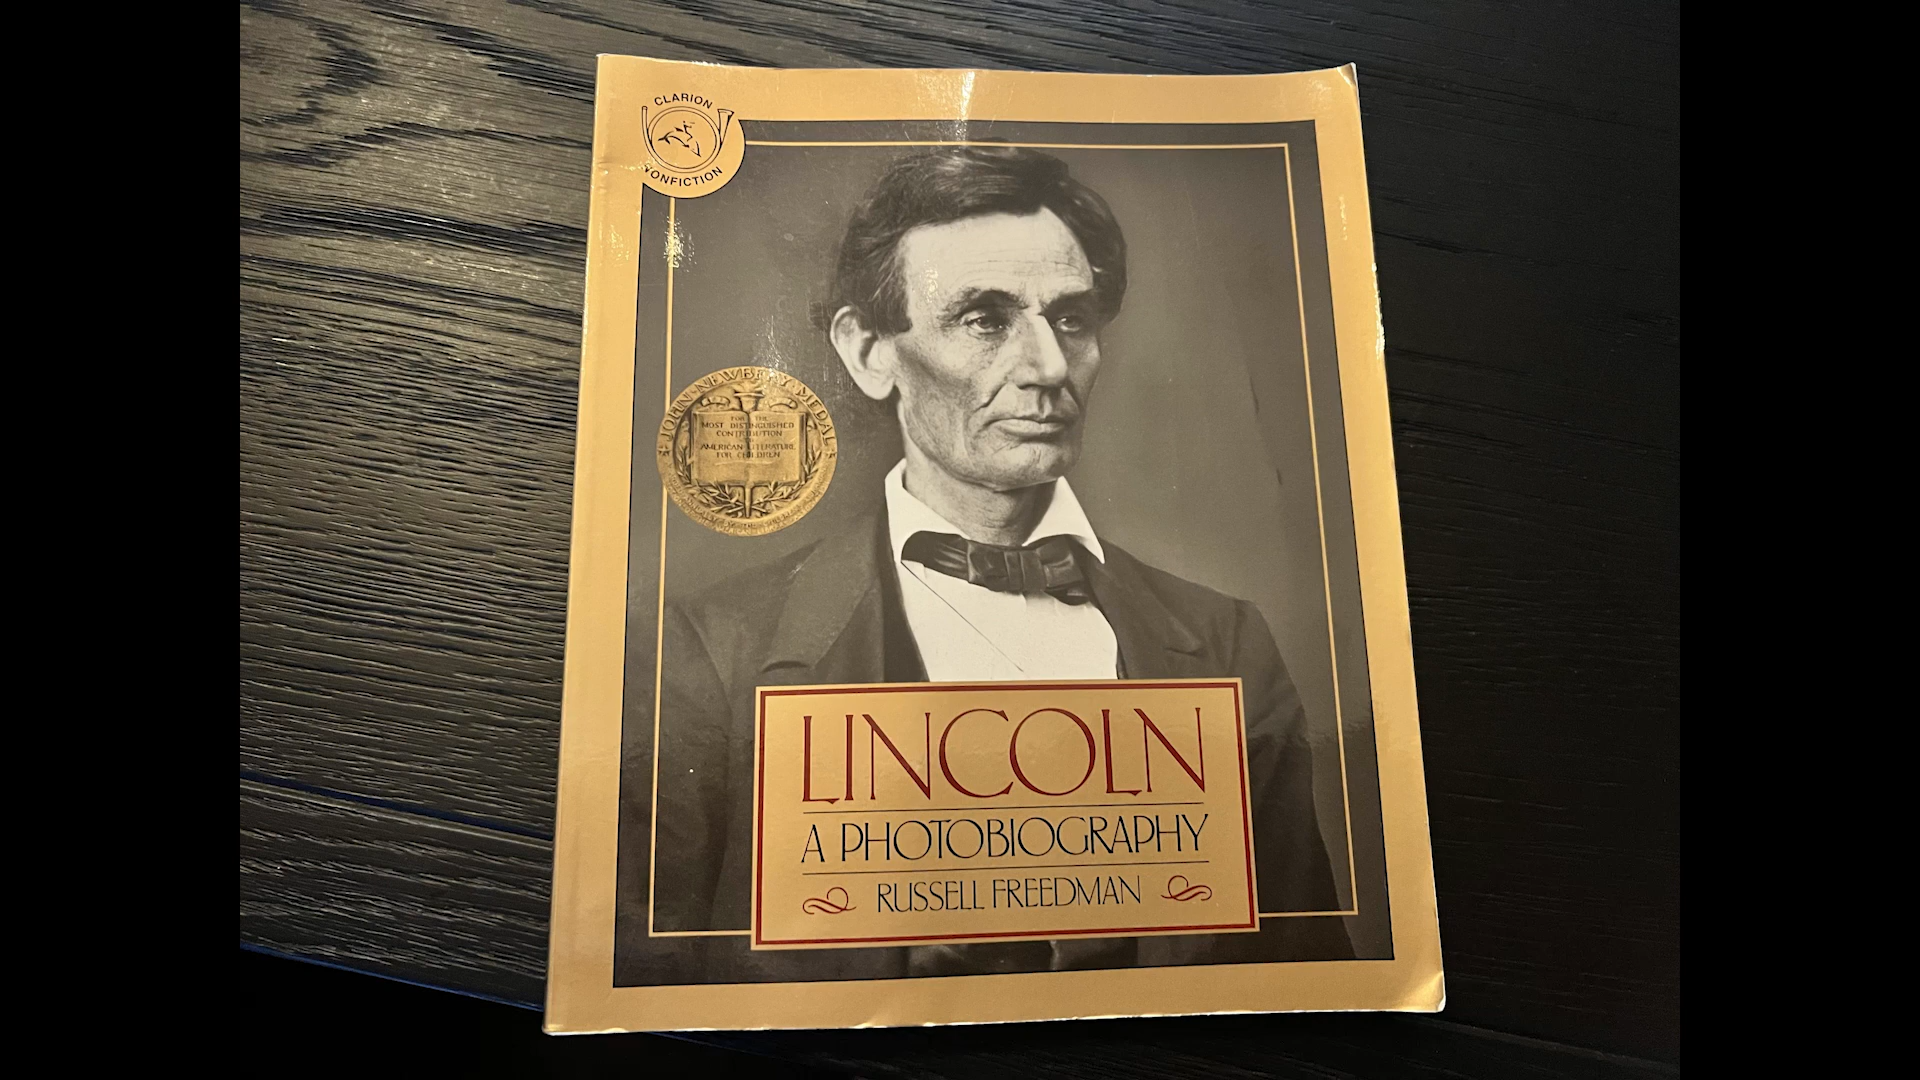 CLARION
NONFICTION
JOHN NEWBERY MEDAL
FOR THE
MOST DISTINGUISHED
CONTRIBUTION
TO
AMERICAN LITERATURE
FOR CHILDREN
LINCOLN
A PHOTOBIOGRAPHY
RUSSELL FREEDMAN